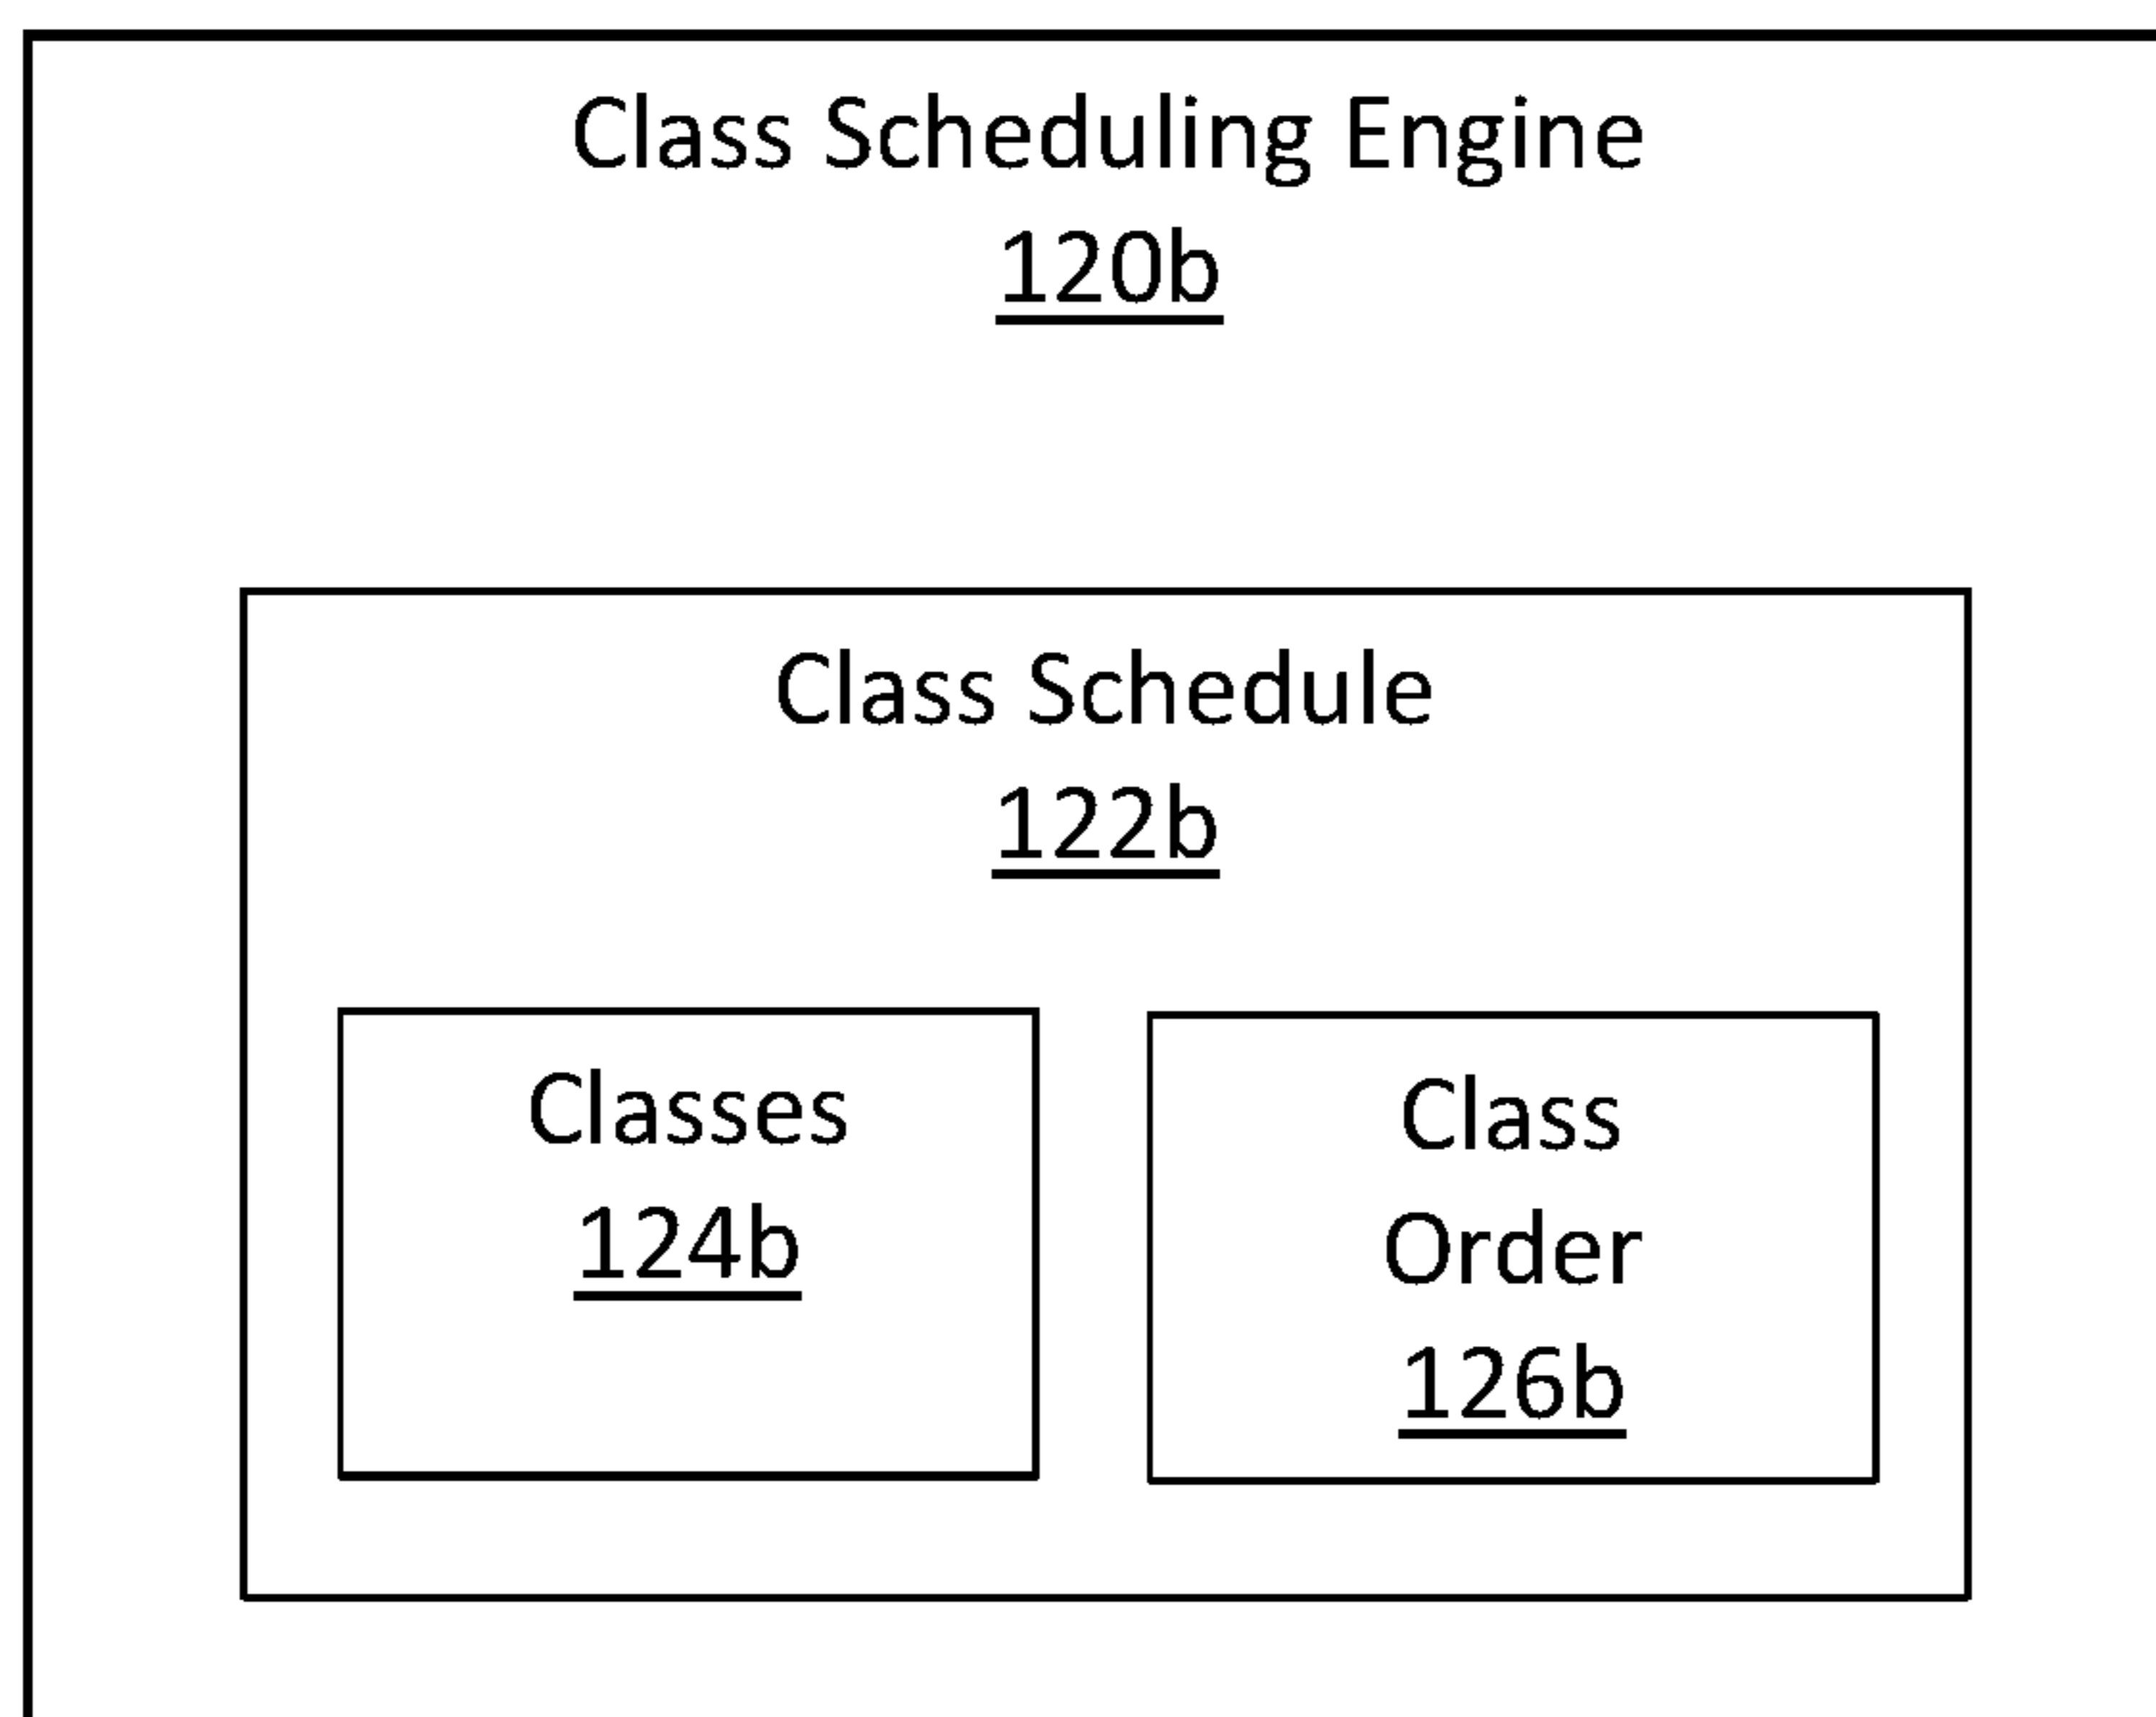 Class Scheduling Engine
120b
Class Schedule
122b
Classes
124b
Class
Order
126b